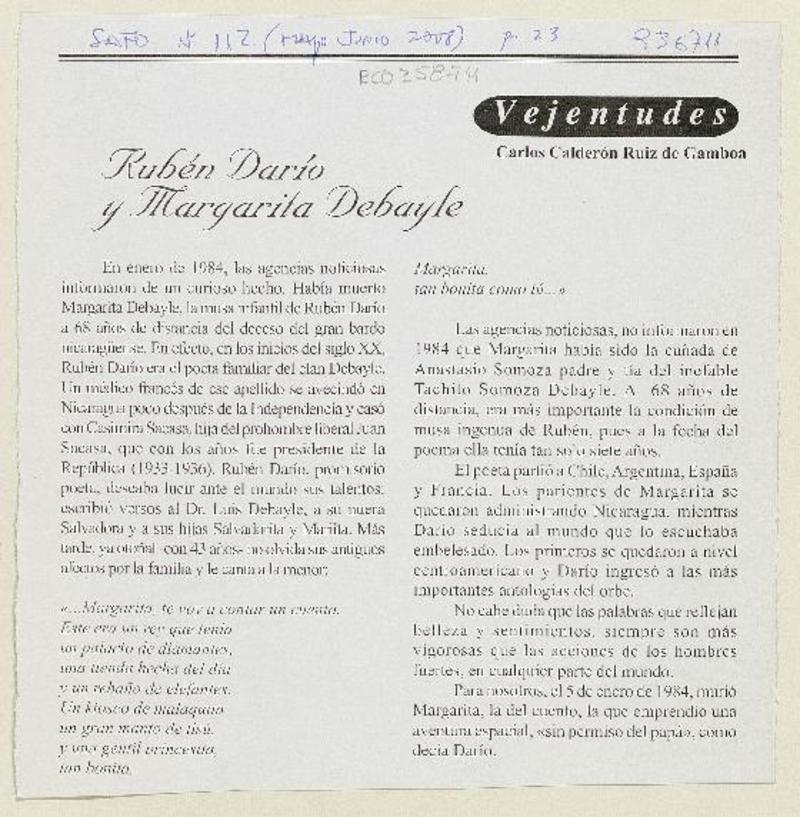 SAFO N 112 (Mayo Junio 2008) p. 23 936711
ECO 25874
Vejentudes
Carlos Calderón Ruiz de Gamboa
Rubén Darío
y Margarita Debayle
En enero de 1984, las agencias noticiosas
informaron de un curioso hecho. Había muerto
Margarita Debayle, la musa infantil de Rubén Darío
a 68 años de distancia del deceso del gran bardo
nicaragüense. En efecto, en los inicios del siglo XX,
Rubén Darío era el poeta familiar del clan Debayle.
Un médico francés de ese apellido se avecindó en
Nicaragua poco después de la Independencia y casó
con Casimira Sacasa, hija del prohombre liberal Juan
Sacasa, que con los años fue presidente de la
República (1933-1936). Rubén Darío, promisorio
poeta, deseaba lucir ante el mundo sus talentos:
escribió versos al Dr. Luis Debayle, a su nuera
Salvadora y a sus hijas Salvadorita y Mariita. Más
tarde, ya otoñal -con 43 años- no olvida sus antiguos
afectos por la familia y le canta a la menor:
«...Margarita, te voy a contar un cuento.
Este era un rey que tenía
un palacio de diamantes,
una tienda hecha del día
y un rebaño de elefantes.
Un kiosco de malaquita
un gran manto de tisú,
y una gentil princesita,
tan bonita,
Margarita,
tan bonita como tú...»
Las agencias noticiosas, no informaron en
1984 que Margarita había sido la cuñada de
Anastasio Somoza padre y tía del inefable
Tachito Somoza Debayle. A 68 años de
distancia, era más importante la condición de
musa ingenua de Rubén, pues a la fecha del
poema ella tenía tan solo siete años.
El poeta partió a Chile, Argentina, España
y Francia. Los parientes de Margarita se
quedaron administrando Nicaragua, mientras
Darío seducía al mundo que lo escuchaba
embelesado. Los primeros se quedaron a nivel
centroamericano y Darío ingresó a las más
importantes antologías del orbe.
No cabe duda que las palabras que reflejan
belleza y sentimientos, siempre son más
vigorosas que las acciones de los hombres
fuertes, en cualquier parte del mundo.
Para nosotros, el 5 de enero de 1984, murió
Margarita, la del cuento, la que emprendió una
aventura espacial, «sin permiso del papá», como
decía Darío.